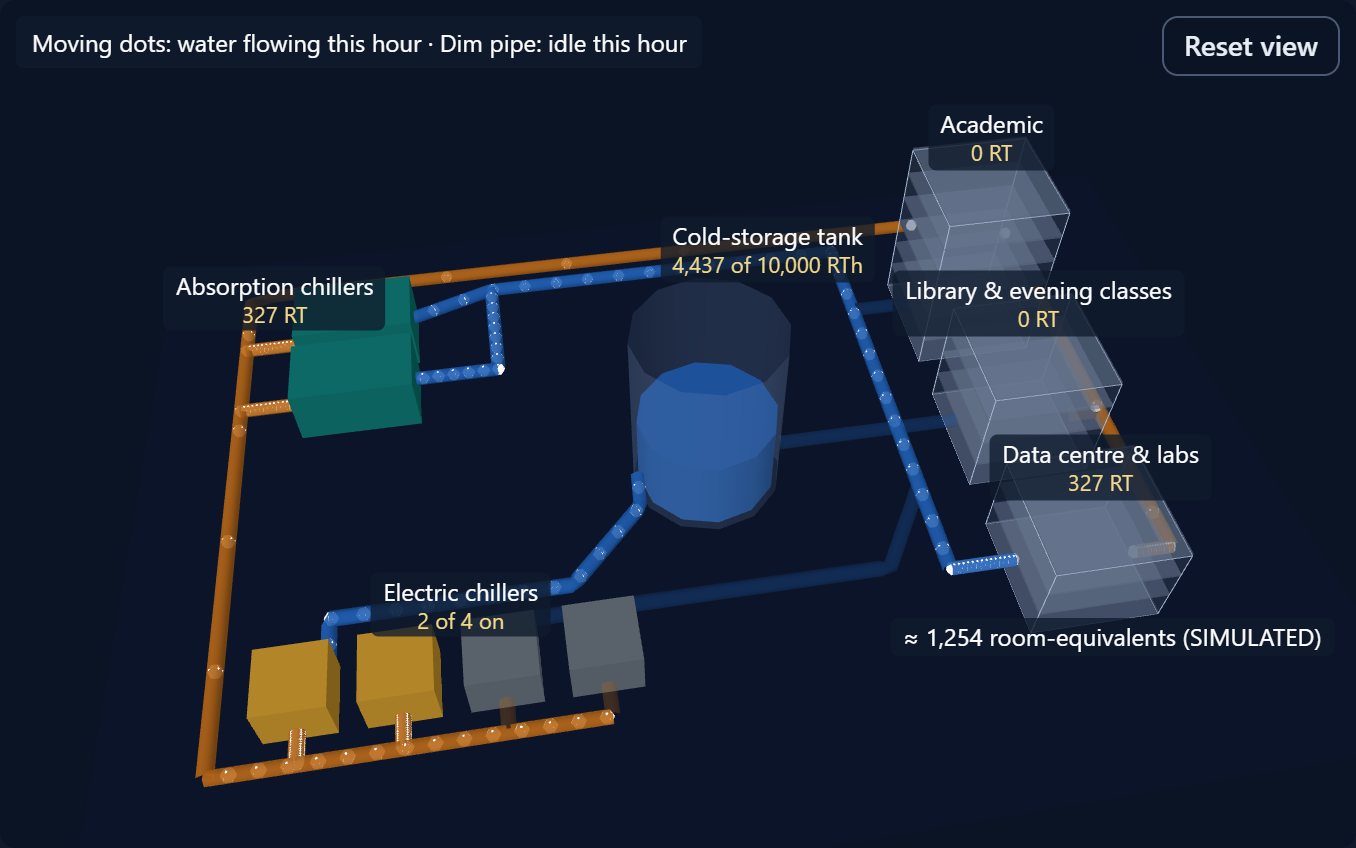 Moving dots: water flowing this hour · Dim pipe: idle this hour
Reset view
Academic
0 RT
Cold-storage tank
4,437 of 10,000 RTh
Absorption chillers
327 RT
Library & evening classes
0 RT
Data centre & labs
327 RT
Electric chillers
2 of 4 on
≈ 1,254 room-equivalents (SIMULATED)